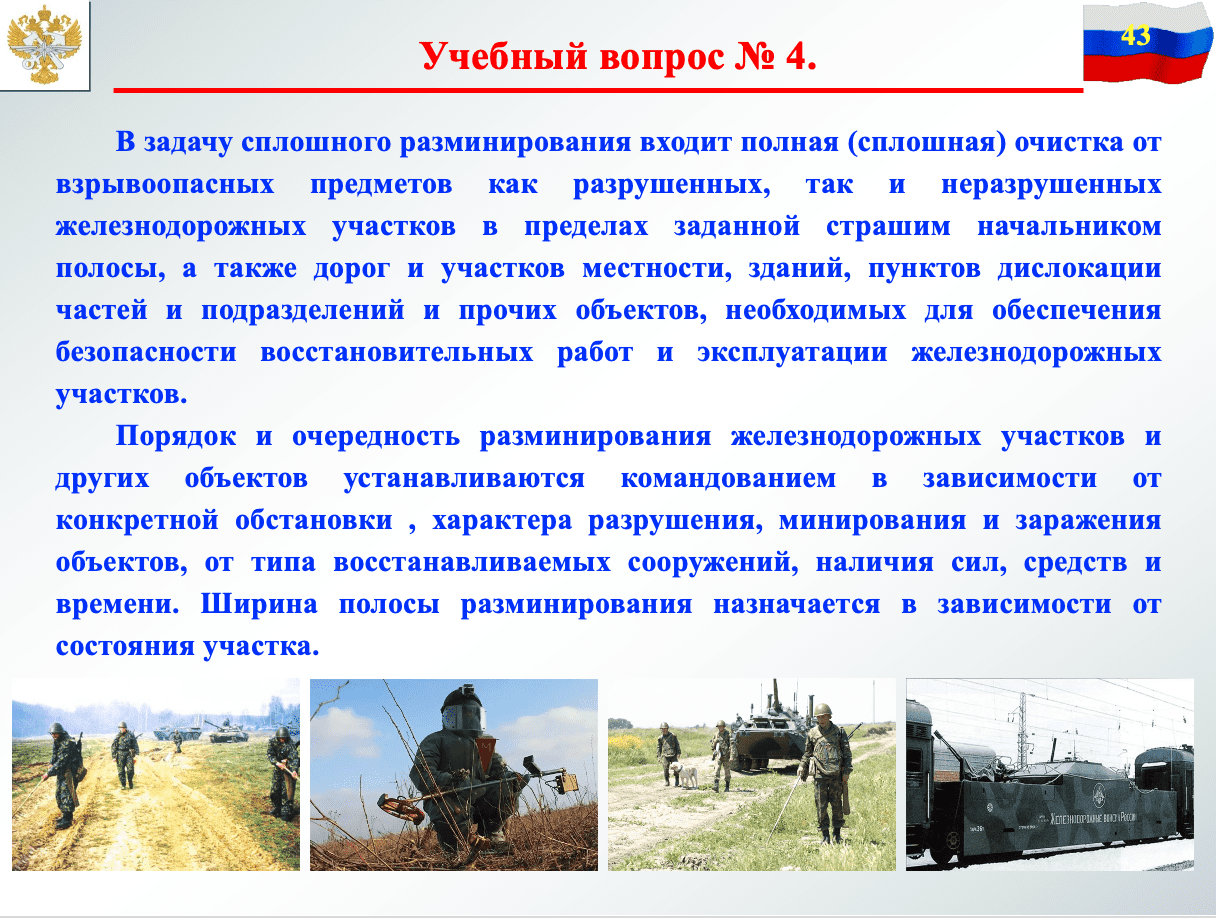 43
Учебный вопрос № 4.
В задачу сплошного разминирования входит полная (сплошная) очистка от
взрывоопасных предметов как разрушенных, так и неразрушенных
железнодорожных участков в пределах заданной страшим начальником
полосы, а также дорог и участков местности, зданий, пунктов дислокации
частей и подразделений и прочих объектов, необходимых для обеспечения
безопасности восстановительных работ и эксплуатации железнодорожных
участков.
Порядок и очередность разминирования железнодорожных участков и
других объектов устанавливаются командованием в зависимости от
конкретной обстановки , характера разрушения, минирования и заражения
объектов, от типа восстанавливаемых сооружений, наличия сил, средств и
времени. Ширина полосы разминирования назначается в зависимости от
состояния участка.
М
Железнодорожные войска России